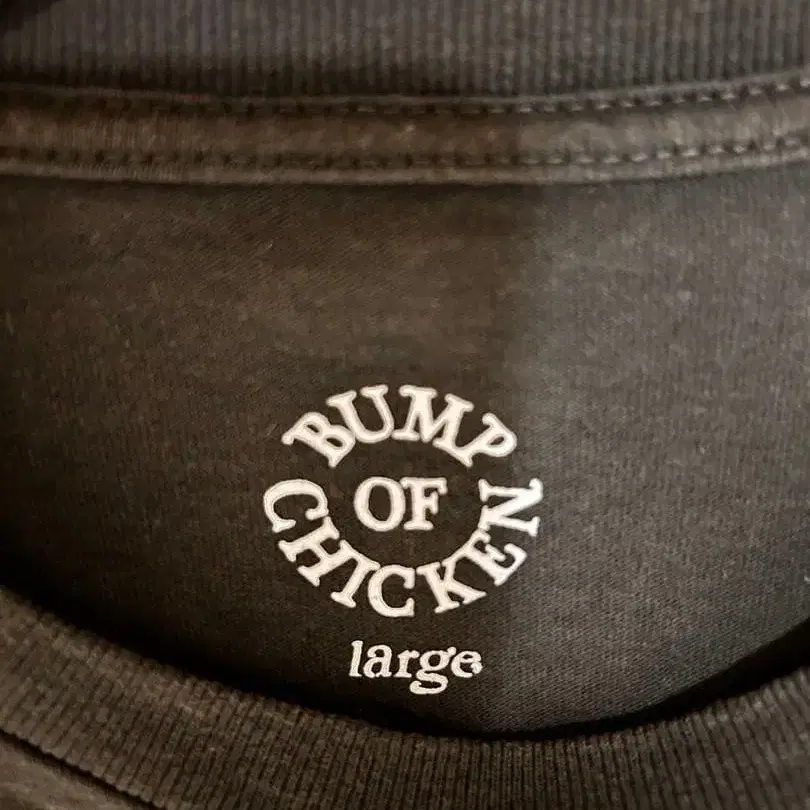 BUMP
OF
CHICKEN
large